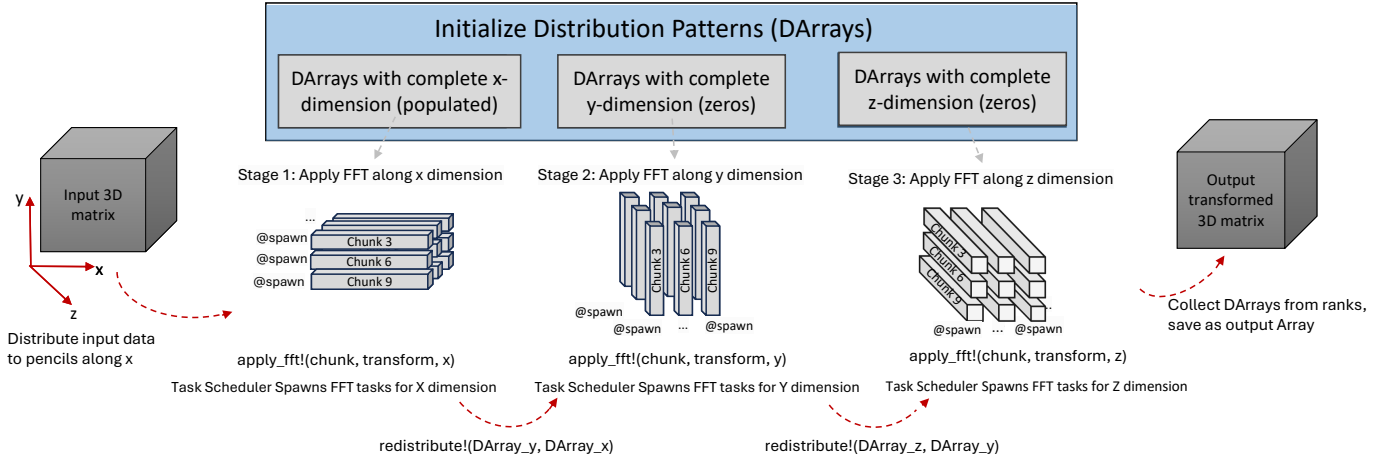 Initialize Distribution Patterns (DArrays)
DArrays with complete x-
dimension (populated)
DArrays with complete
y-dimension (zeros)
DArrays with complete
z-dimension (zeros)
Input 3D
matrix
y
x
z
Distribute input data
to pencils along x
Stage 1: Apply FFT along x dimension
...
@spawn
@spawn
@spawn
Chunk 3
Chunk 6
Chunk 9
apply_fft!(chunk, transform, x)
Task Scheduler Spawns FFT tasks for X dimension
redistribute!(DArray_y, DArray_x)
Stage 2: Apply FFT along y dimension
Chunk 3
Chunk 6
Chunk 9
@spawn
@spawn
...
@spawn
apply_fft!(chunk, transform, y)
Task Scheduler Spawns FFT tasks for Y dimension
redistribute!(DArray_z, DArray_y)
Stage 3: Apply FFT along z dimension
Chunk 3
Chunk 6
Chunk 9
...
@spawn
...
@spawn
apply_fft!(chunk, transform, z)
Task Scheduler Spawns FFT tasks for Z dimension
Output
transformed
3D matrix
Collect DArrays from ranks,
save as output Array